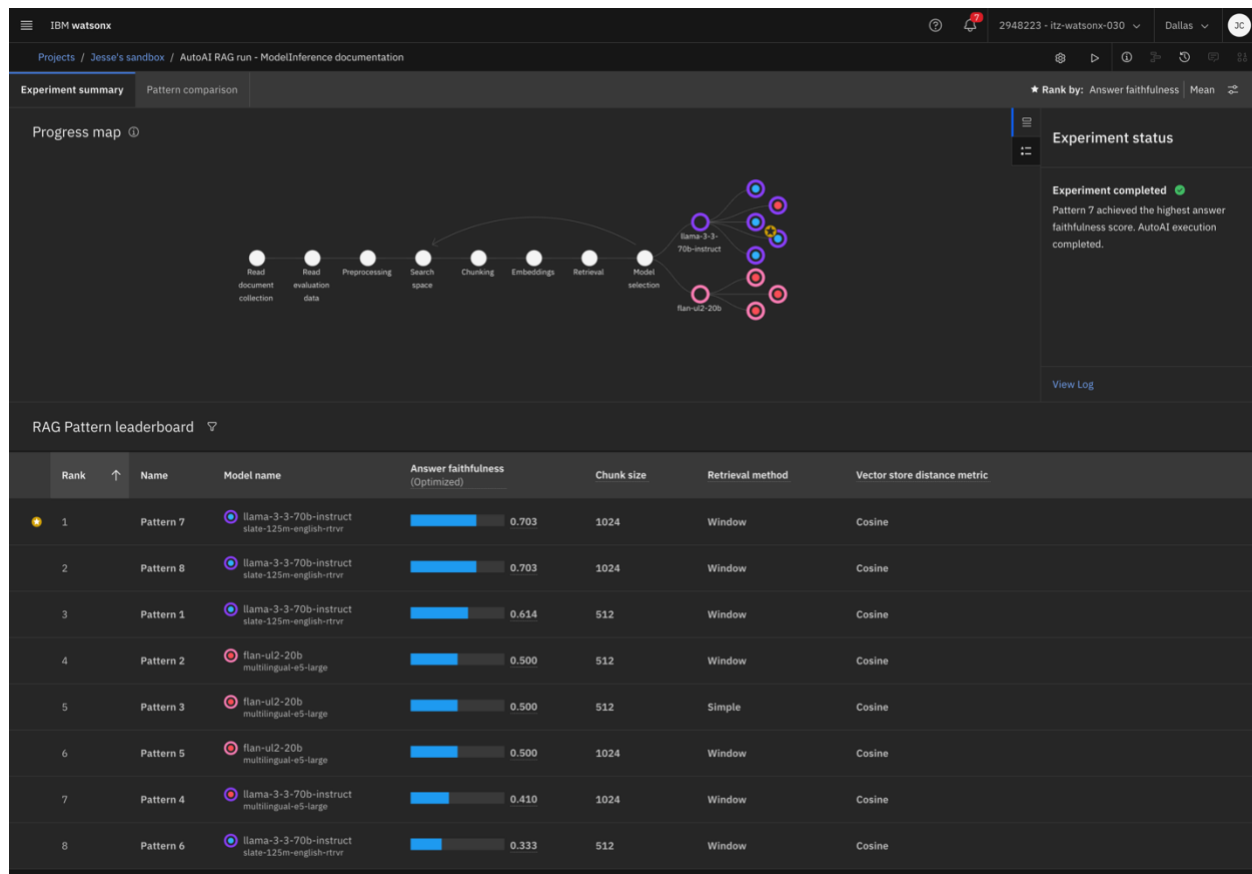 IBM watsonx
7
2948223 - itz-watsonx-030
Dallas
JC
Projects / Jesse's sandbox / AutoAI RAG run - ModelInference documentation
Experiment summary
Pattern comparison
Rank by: Answer faithfulness | Mean
Progress map
Experiment status
Experiment completed
Pattern 7 achieved the highest answer
faithfulness score. AutoAI execution
completed.
View Log
llama-3-3-
70b-instruct
Read
document
collection
Read
evaluation
data
Preprocessing
Search
space
Chunking
Embeddings
Retrieval
Model
selection
flan-ul2-20b
RAG Pattern leaderboard
Rank Name Model name Answer faithfulness (Optimized) Chunk size Retrieval method Vector store distance metric
1 Pattern 7 llama-3-3-70b-instruct 0.703 1024 Window Cosine
slate-125m-english-rtrvr
2 Pattern 8 llama-3-3-70b-instruct 0.703 1024 Window Cosine
slate-125m-english-rtrvr
3 Pattern 1 llama-3-3-70b-instruct 0.614 512 Window Cosine
slate-125m-english-rtrvr
4 Pattern 2 flan-ul2-20b 0.500 512 Window Cosine
multilingual-e5-large
5 Pattern 3 flan-ul2-20b 0.500 512 Simple Cosine
multilingual-e5-large
6 Pattern 5 flan-ul2-20b 0.500 1024 Window Cosine
multilingual-e5-large
7 Pattern 4 llama-3-3-70b-instruct 0.410 1024 Window Cosine
multilingual-e5-large
8 Pattern 6 llama-3-3-70b-instruct 0.333 512 Window Cosine
slate-125m-english-rtrvr